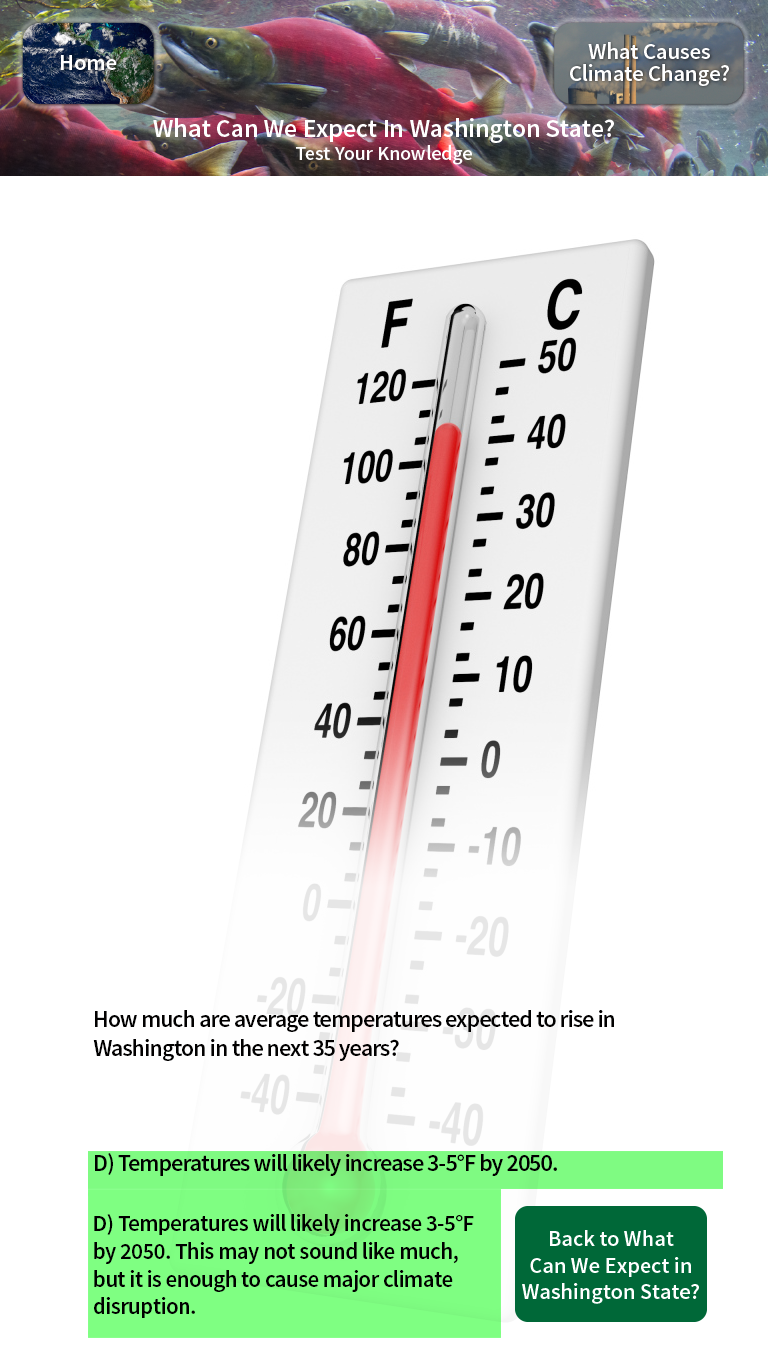 Home
What Causes
Climate Change?
What Can We Expect In Washington State?
Test Your Knowledge
F
C
120
50
100
40
80
30
60
20
40
10
20
0
0
-10
-20
-20
-40
-30
-40
How much are average temperatures expected to rise in
Washington in the next 35 years?
D) Temperatures will likely increase 3-5°F by 2050.
D) Temperatures will likely increase 3-5°F
by 2050. This may not sound like much,
but it is enough to cause major climate
disruption.
Back to What
Can We Expect in
Washington State?